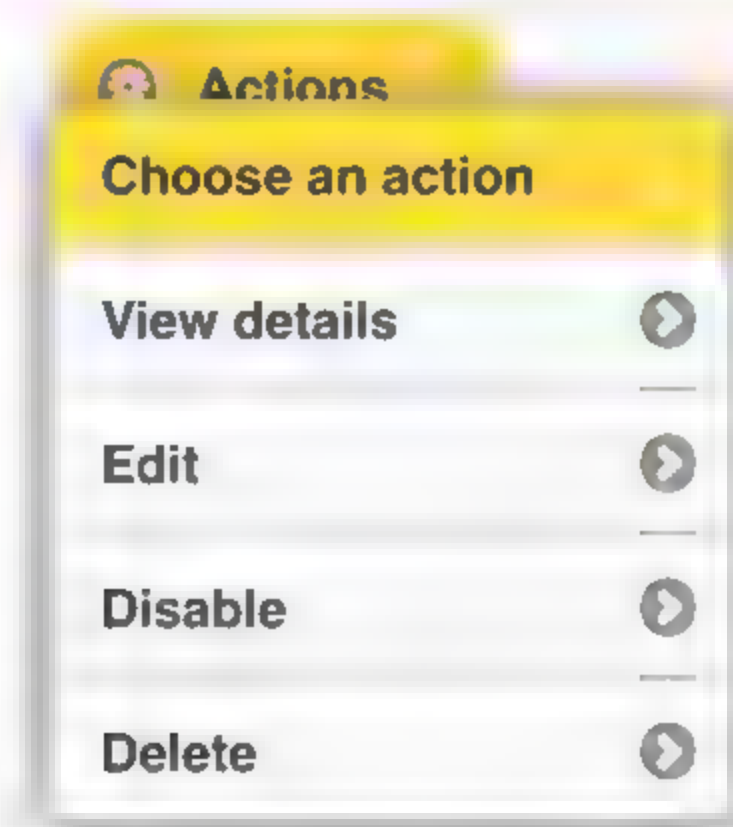 Actions
Choose an action
View details
Edit
Disable
Delete